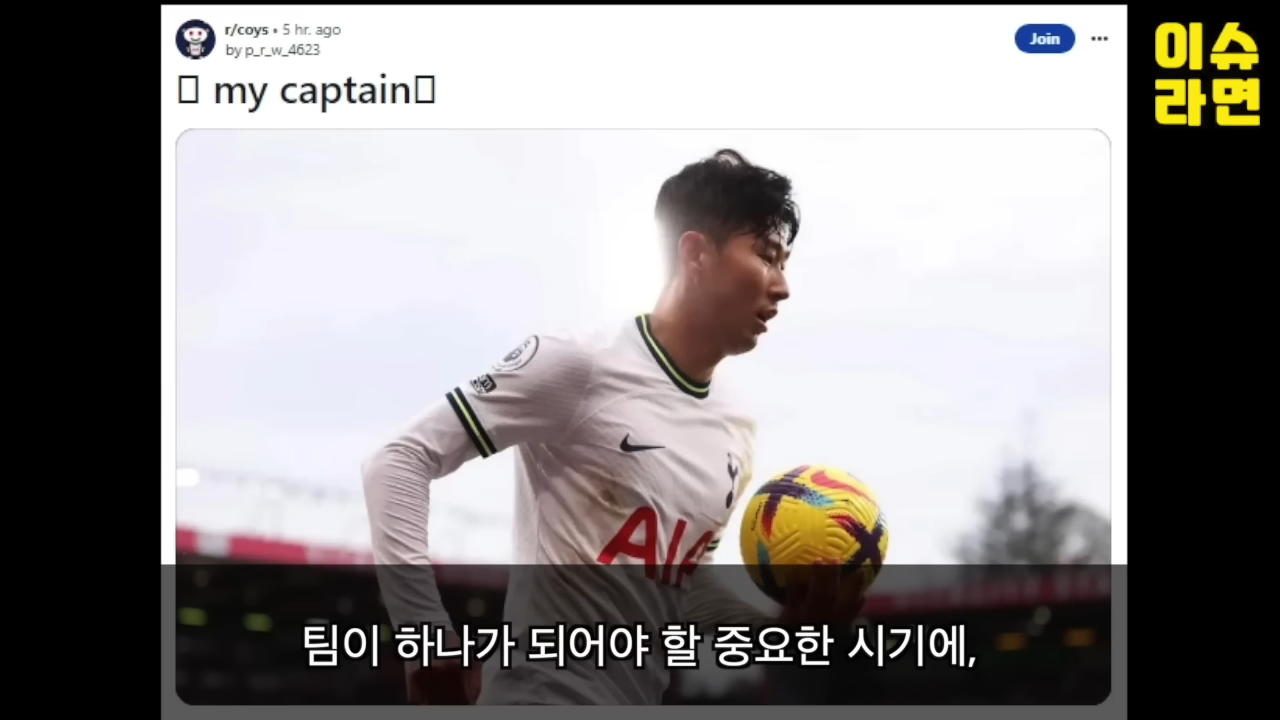 r/coys • 5 hr. ago
by p_r_w_4623
Join
my captain
이슈
라면
AIA
팀이 하나가 되어야 할 중요한 시기에,